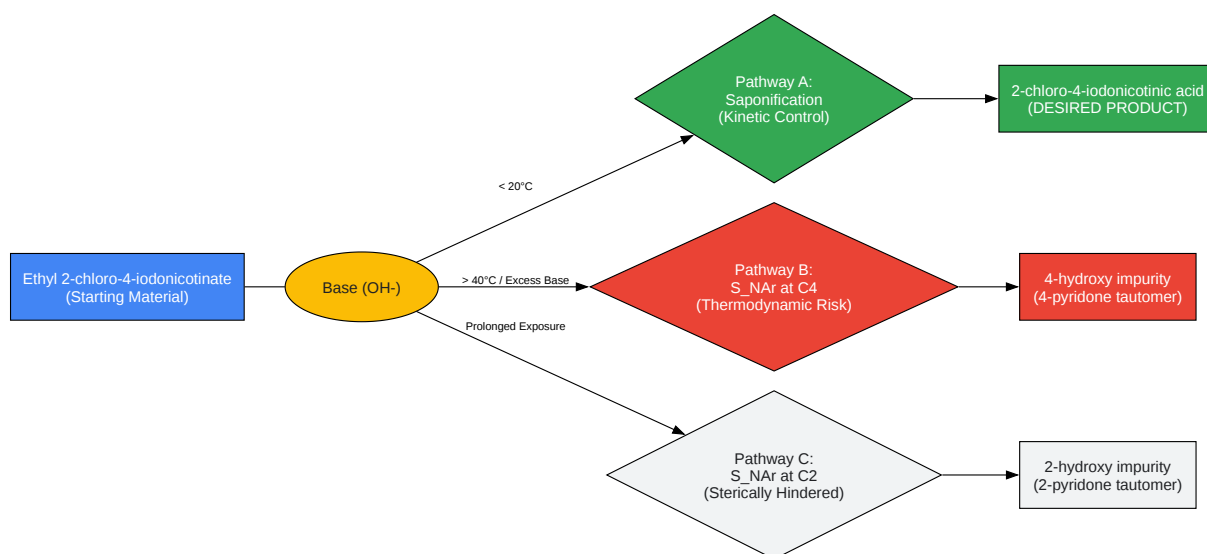 Ethyl 2-chloro-4-iodonicotinate
(Starting Material)
Base (OH-)
< 20°C
> 40°C / Excess Base
Prolonged Exposure
Pathway A:
Saponification
(Kinetic Control)
2-chloro-4-iodonicotinic acid
(DESIRED PRODUCT)
Pathway B:
S_NAr at C4
(Thermodynamic Risk)
4-hydroxy impurity
(4-pyridone tautomer)
Pathway C:
S_NAr at C2
(Sterically Hindered)
2-hydroxy impurity
(2-pyridone tautomer)